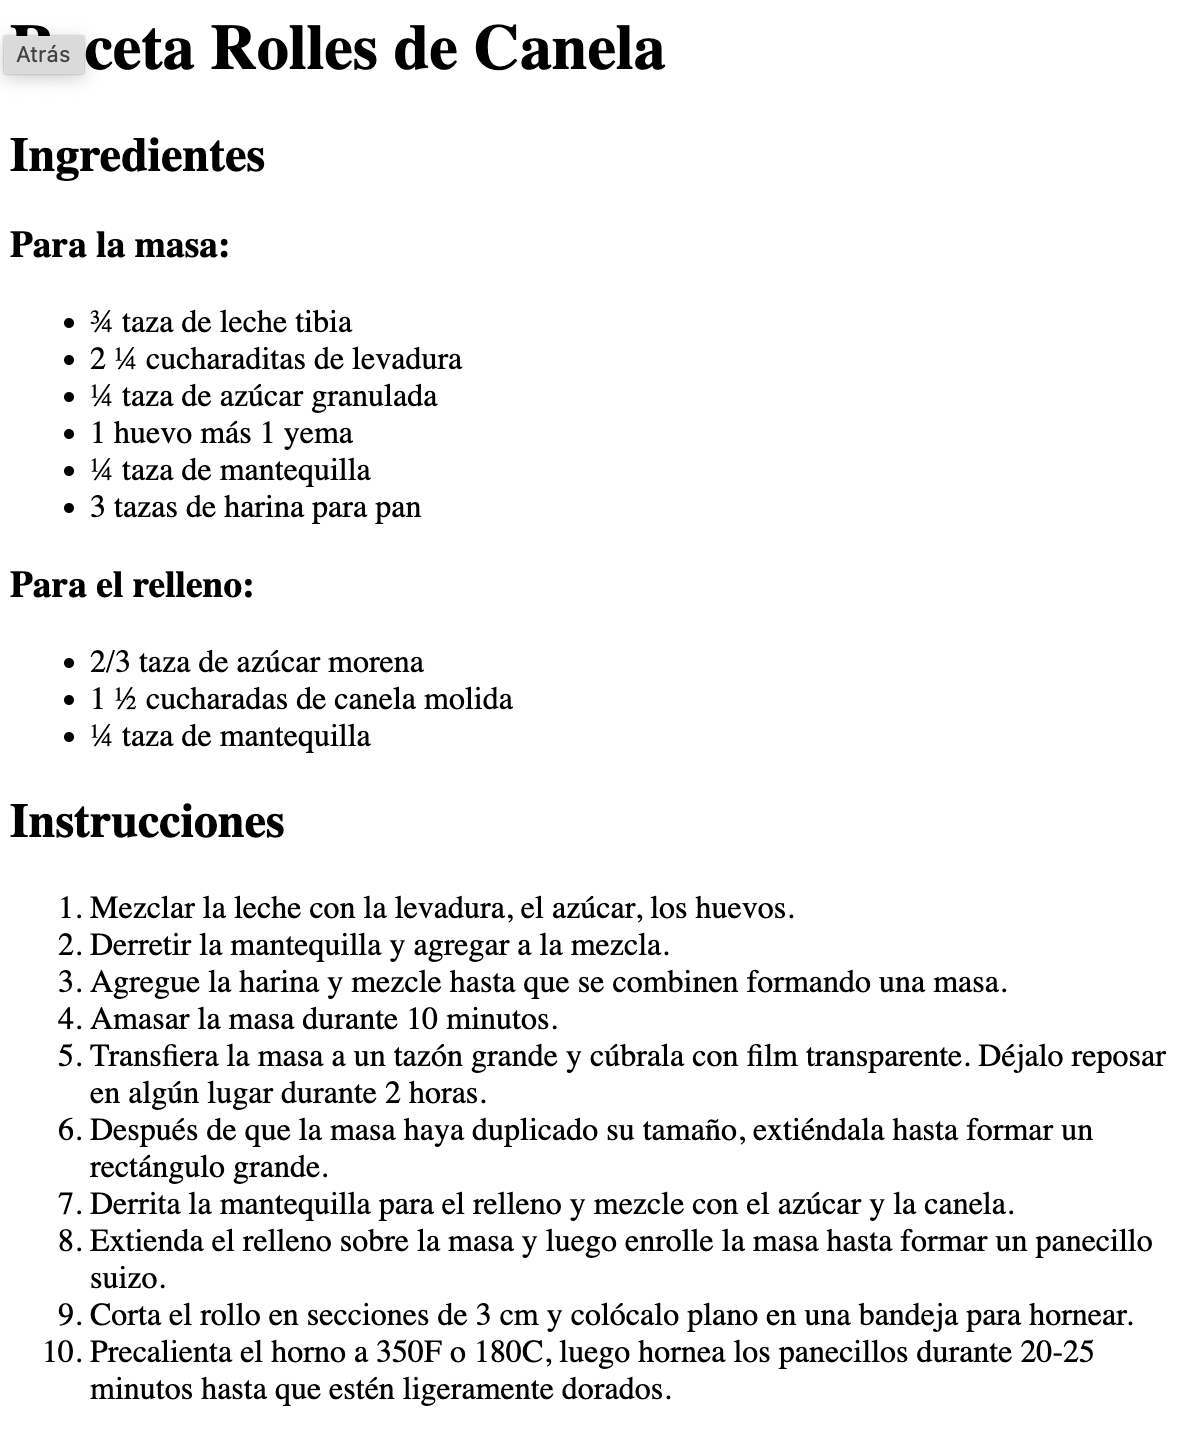 Receta Rolles de Canela
Atrás
Ingredientes
Para la masa:
• ¾ taza de leche tibia
• 2 ¼ cucharaditas de levadura
• ¼ taza de azúcar granulada
• 1 huevo más 1 yema
• ¼ taza de mantequilla
• 3 tazas de harina para pan
Para el relleno:
• 2/3 taza de azúcar morena
• 1 ½ cucharadas de canela molida
• ¼ taza de mantequilla
Instrucciones
1. Mezclar la leche con la levadura, el azúcar, los huevos.
2. Derretir la mantequilla y agregar a la mezcla.
3. Agregue la harina y mezcle hasta que se combinen formando una masa.
4. Amasar la masa durante 10 minutos.
5. Transfiera la masa a un tazón grande y cúbrala con film transparente. Déjalo reposar
en algún lugar durante 2 horas.
6. Después de que la masa haya duplicado su tamaño, extiéndala hasta formar un
rectángulo grande.
7. Derrita la mantequilla para el relleno y mezcle con el azúcar y la canela.
8. Extienda el relleno sobre la masa y luego enrolle la masa hasta formar un panecillo
suizo.
9. Corta el rollo en secciones de 3 cm y colócalo plano en una bandeja para hornear.
10. Precalienta el horno a 350F o 180C, luego hornea los panecillos durante 20-25
minutos hasta que estén ligeramente dorados.